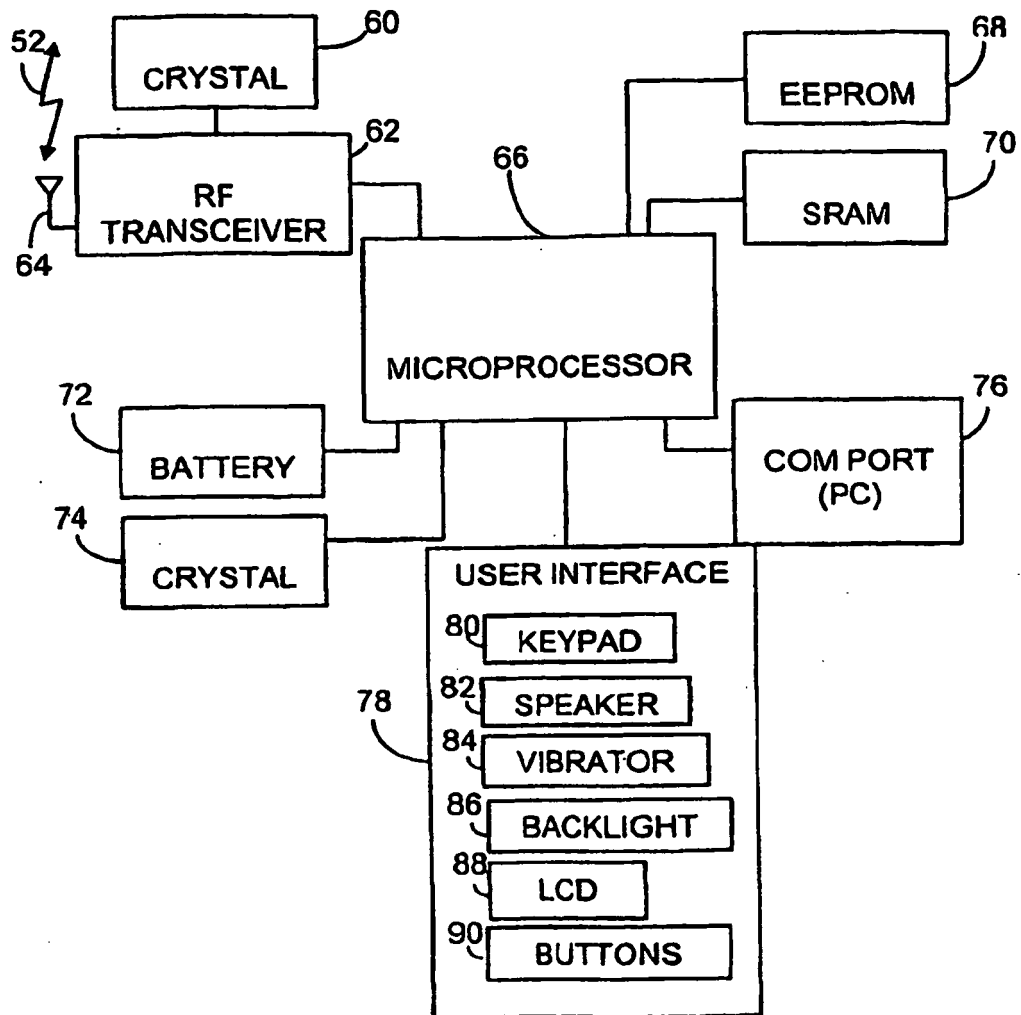 52
60
CRYSTAL
68
EEPROM
62
RF
TRANSCEIVER
64
66
MICROPROCESSOR
70
SRAM
72
BATTERY
74
CRYSTAL
76
COM PORT
(PC)
78
USER INTERFACE
80
KEYPAD
82
SPEAKER
84
VIBRATOR
86
BACKLIGHT
88
LCD
90
BUTTONS